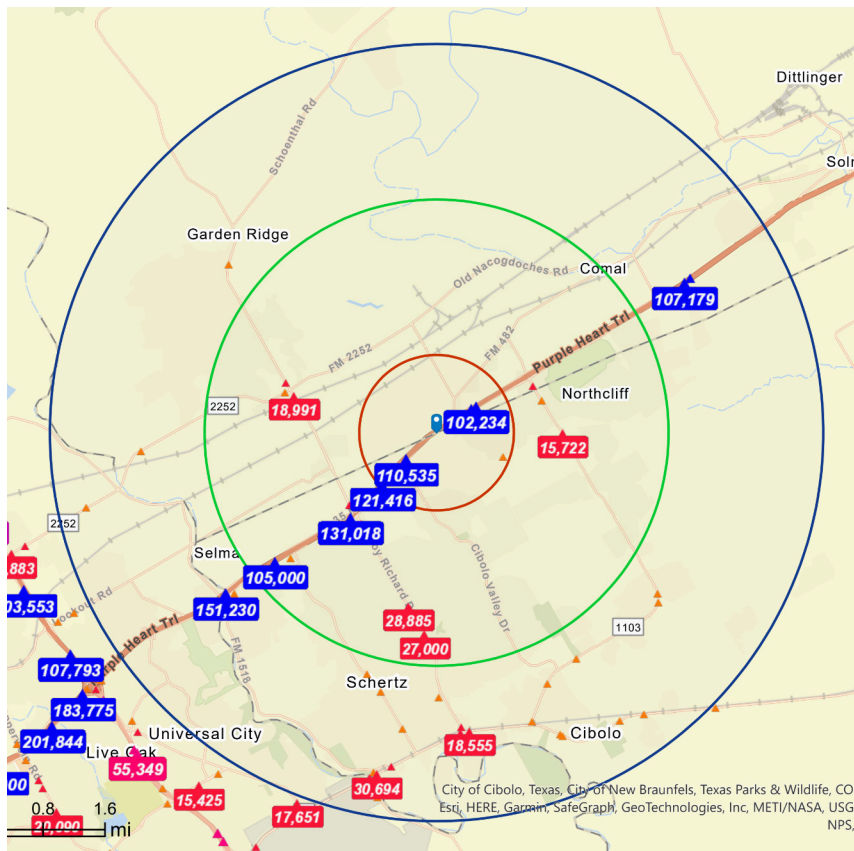 Dittlinger
Schoenthal Rd
Garden Ridge
Old Nacogdoches Rd
Comal
107,179
Purple Heart Trl
FM 482
FM 2252
Northcliff
2252
18,991
102,234
15,722
110,535
121,416
131,018
2252
Selma
105,000
,883
03,553
151,230
Lookout Rd
Cibolo Valley Dr
28,885
27,000
1103
Purple Heart Trl
FM 1518
107,793
Schertz
183,775
201,844
Universal City
Live Oak
Cibolo
18,555
55,349
00
15,425
30,694
17,651
0.8
1.6
20,090
mi
City of Cibolo, Texas, City of New Braunfels, Texas Parks & Wildlife, CO
Esri, HERE, Garmin, SafeGraph, GeoTechnologies, Inc, METI/NASA, USG
NPS,